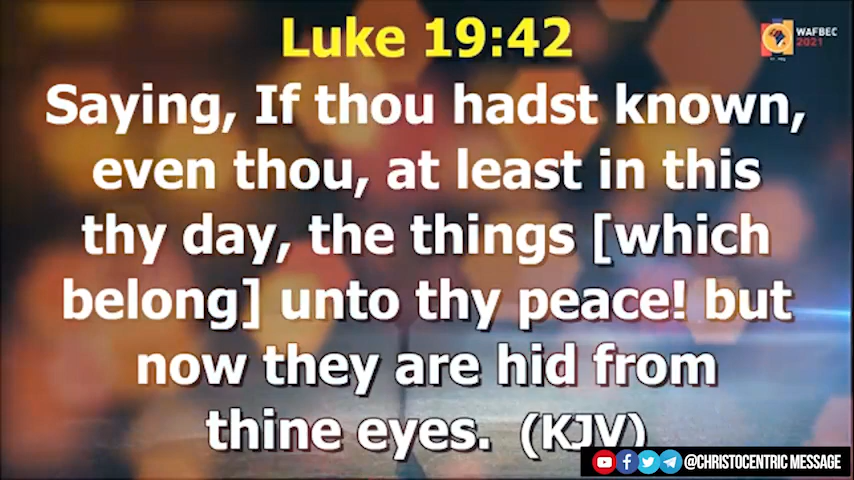 Luke 19:42
WAFBEC
2021
Saying, If thou hadst known,
even thou, at least in this
thy day, the things [which
belong] unto thy peace! but
now they are hid from
thine eyes. (KJV)
@CHRISTOCENTRIC MESSAGE